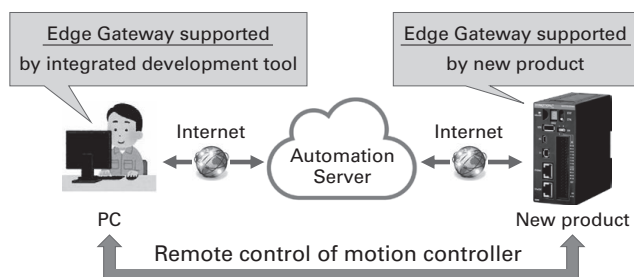 Edge Gateway supported
by integrated development tool
Edge Gateway supported
by new product
Internet
Automation
Server
Internet
PC
New product
Remote control of motion controller